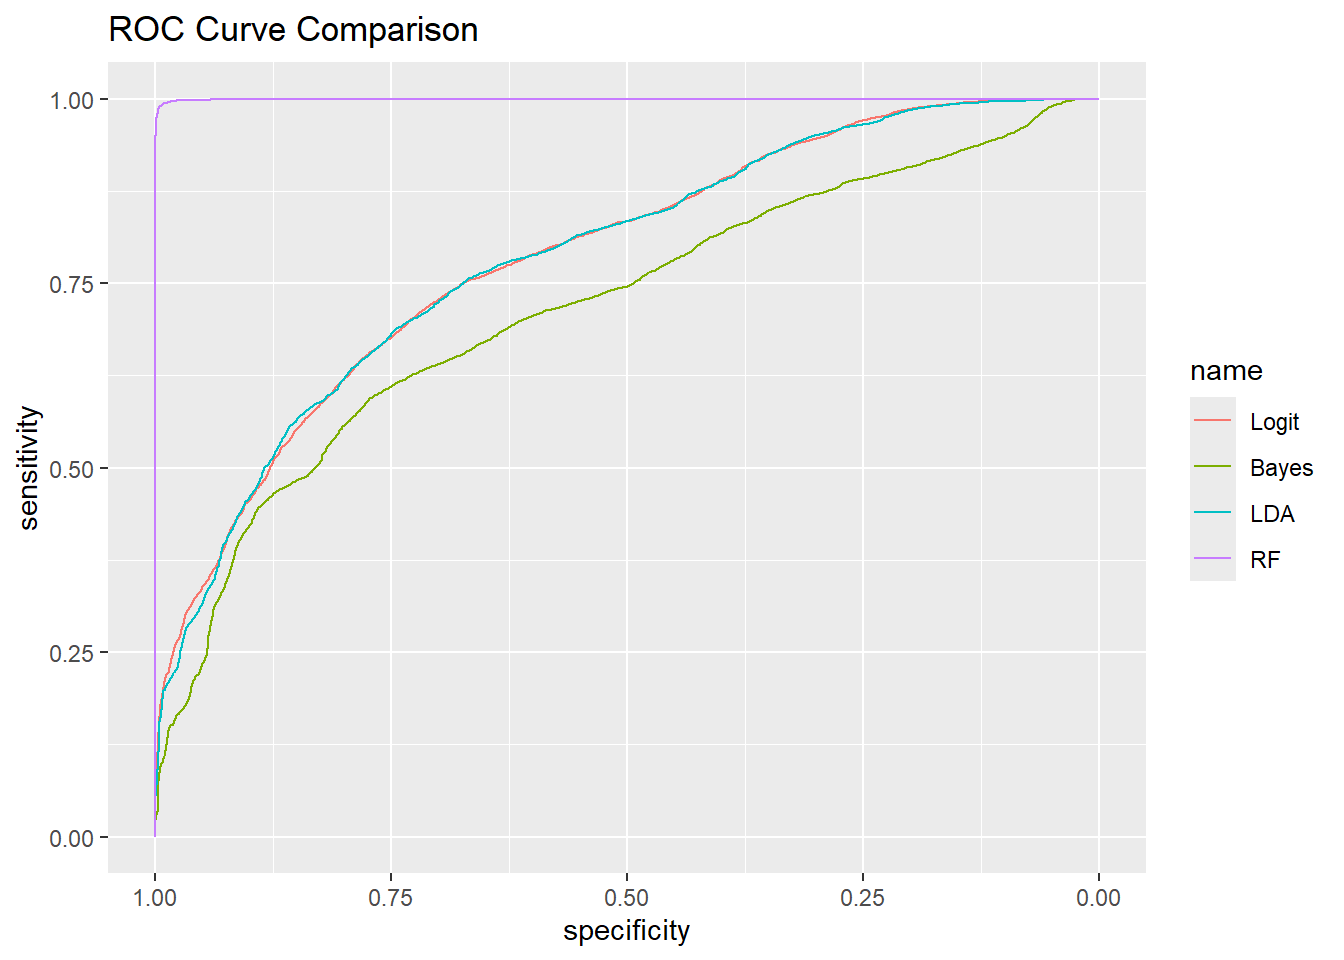 ROC Curve Comparison
1.00
0.75
0.50
0.25
0.00
sensitivity
1.00 0.75 0.50 0.25 0.00
specificity
name
Logit
Bayes
LDA
RF